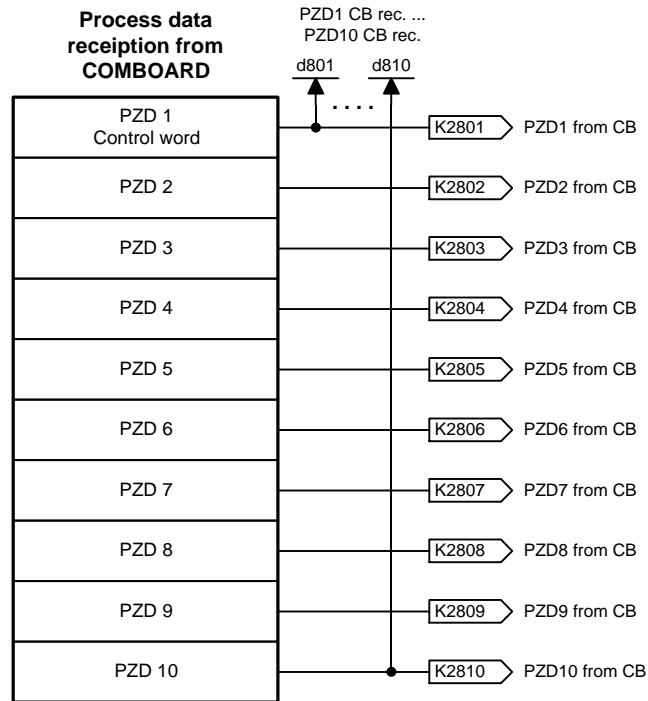 Process data
receiption from
COMBOARD
PZD1 CB rec. ...
PZD10 CB rec.
d801 d810
. . . .
PZD 1
Control word
K2801 PZD1 from CB
PZD 2 K2802 PZD2 from CB
PZD 3 K2803 PZD3 from CB
PZD 4 K2804 PZD4 from CB
PZD 5 K2805 PZD5 from CB
PZD 6 K2806 PZD6 from CB
PZD 7 K2807 PZD7 from CB
PZD 8 K2808 PZD8 from CB
PZD 9 K2809 PZD9 from CB
PZD 10 K2810 PZD10 from CB